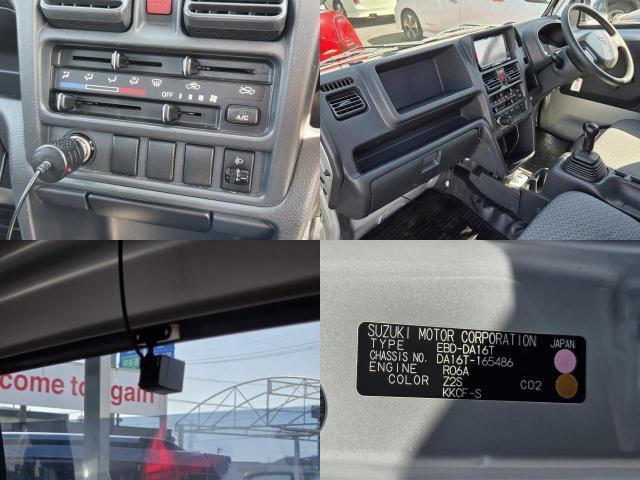 OFF
A/C
come to
again
SUZUKI MOTOR CORPORATION
TYPE EBD-DA16T JAPAN
CHASSIS NO. DA16T-165486
ENGINE R06A
COLOR Z2S C02
KKCF-S